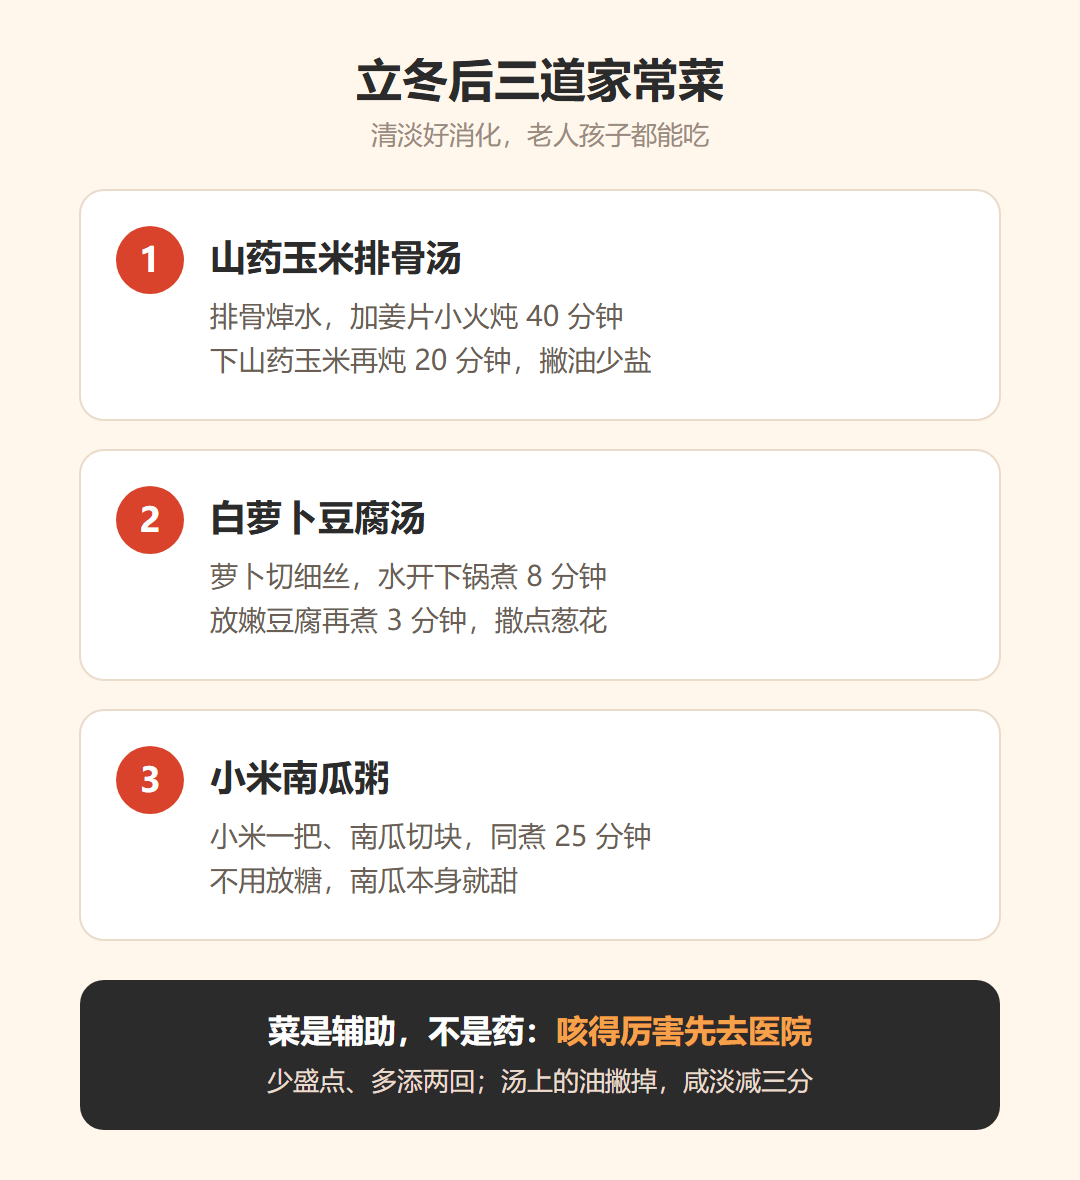 立冬后三道家常菜
清淡好消化，老人孩子都能吃
1
山药玉米排骨汤
排骨焯水，加姜片小火炖 40 分钟
下山药玉米再炖 20 分钟，撇油少盐
2
白萝卜豆腐汤
萝卜切细丝，水开下锅煮 8 分钟
放嫩豆腐再煮 3 分钟，撒点葱花
3
小米南瓜粥
小米一把、南瓜切块，同煮 25 分钟
不用放糖，南瓜本身就甜
菜是辅助，不是药：咳得厉害先去医院
少盛点、多添两回；汤上的油撇掉，咸淡减三分